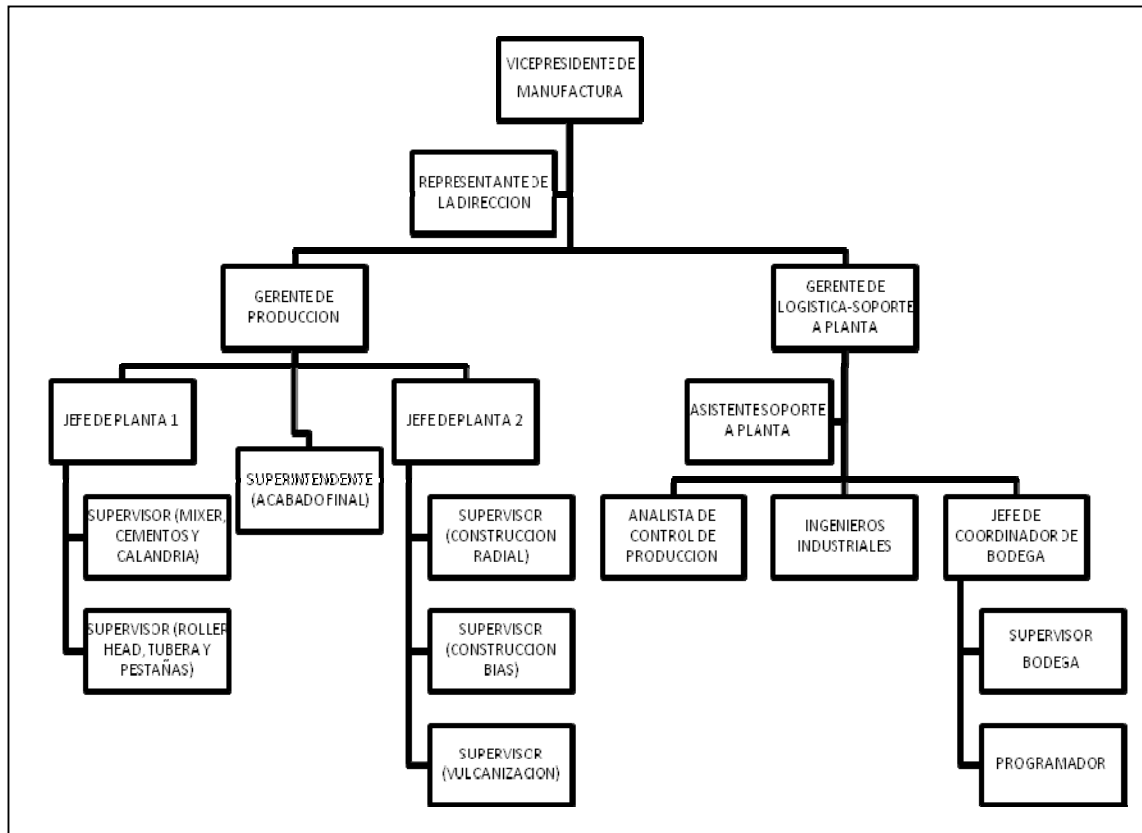 VICEPRESIDENTE DE
MANUFACTURA
REPRESENTANTE DE
LA DIRECCION
GERENTE DE
PRODUCCION
GERENTE DE
LOGISTICA-SOPORTE
A PLANTA
JEFE DE PLANTA 1
JEFE DE PLANTA 2
ASISTENTE SOPORTE
A PLANTA
SUPERINTENDENTE
(ACABADO FINAL)
SUPERVISOR (MIXER,
CEMENTOS Y
CALANDRIA)
SUPERVISOR
(CONSTRUCCION
RADIAL)
ANALISTA DE
CONTROL DE
PRODUCCION
INGENIEROS
INDUSTRIALES
JEFE DE
COORDINADOR DE
BODEGA
SUPERVISOR (ROLLER
HEAD, TUBERA Y
PESTAÑAS)
SUPERVISOR
(CONSTRUCCION
BIAS)
SUPERVISOR
BODEGA
SUPERVISOR
(VULCANIZACION)
PROGRAMADOR